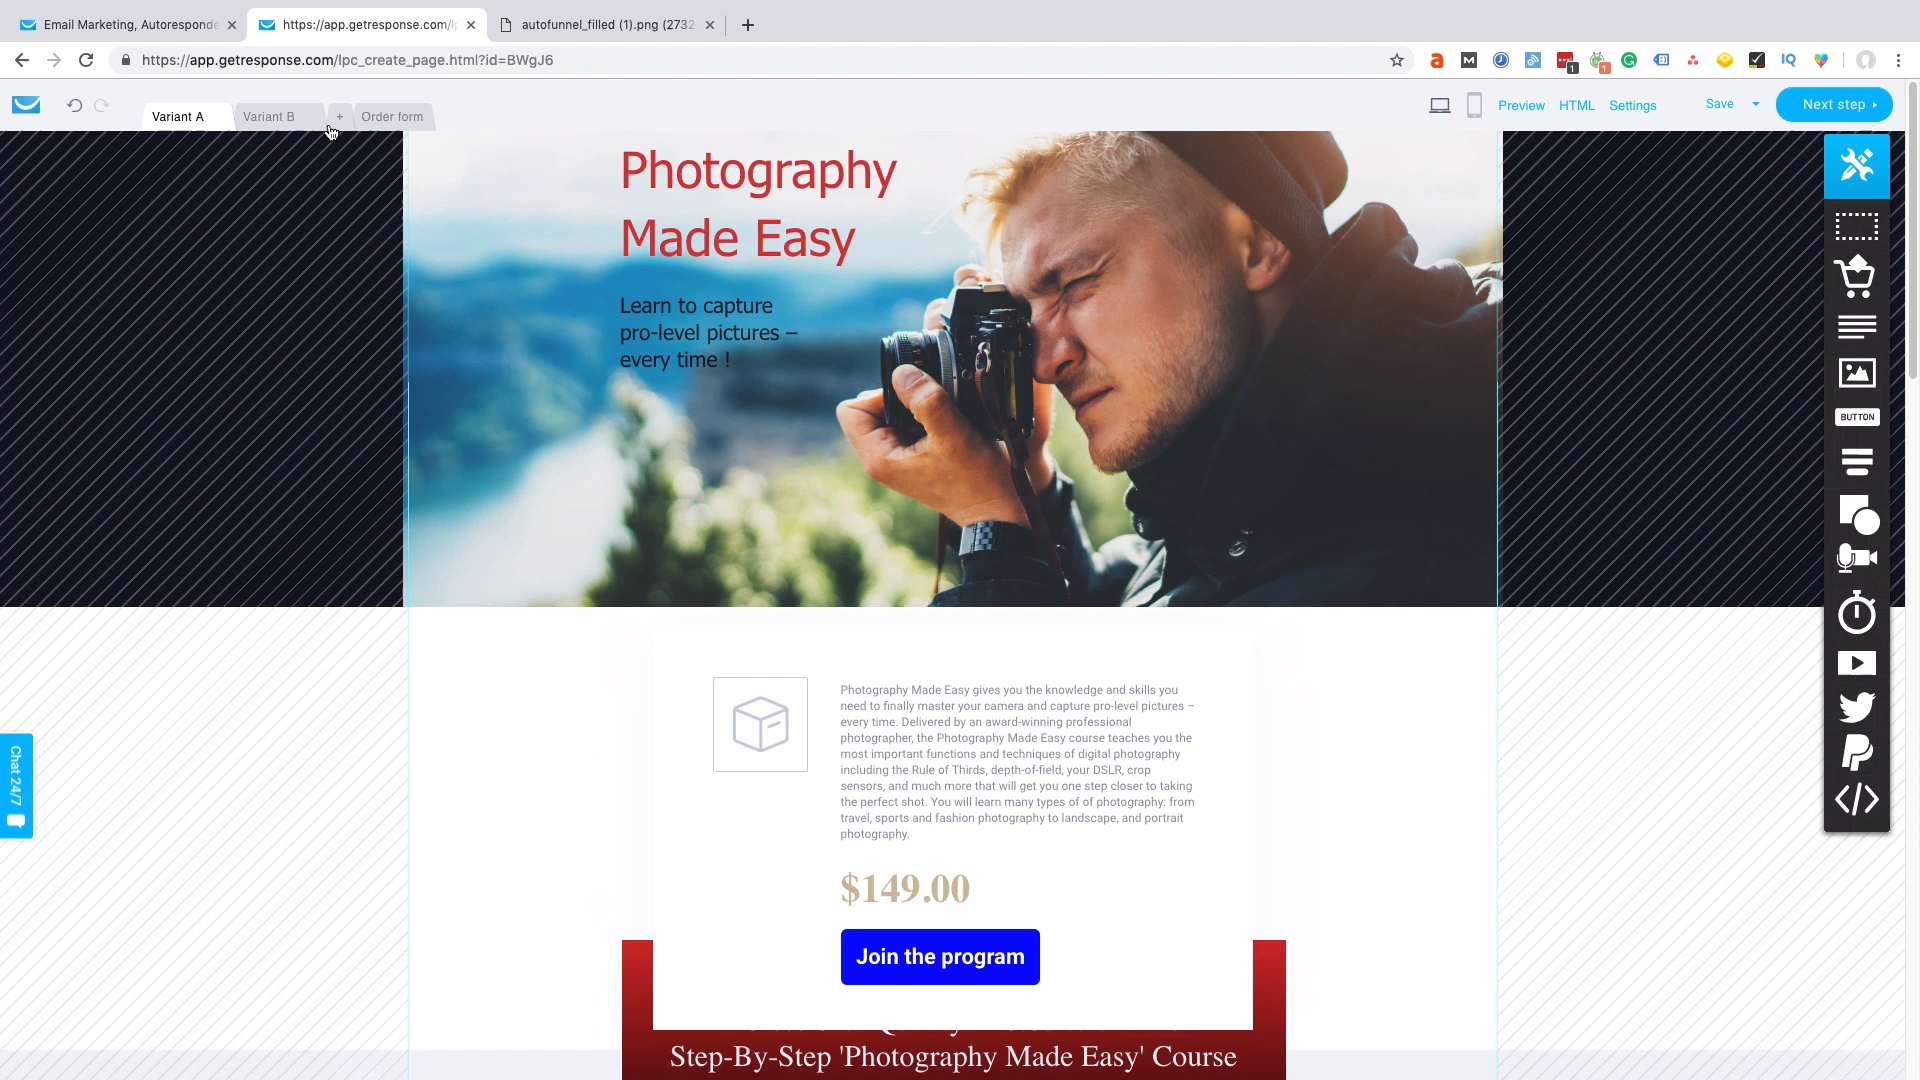 Email Marketing, Autoresponde
https://app.getresponse.com/l
autofunnel_filled (1).png (2732
https://app.getresponse.com/lpc_create_page.html?id=BWgJ6
Variant A
Variant B
+
Order form
Preview
HTML
Settings
Save
Next step
Photography
Made Easy
Learn to capture
pro-level pictures –
every time !
BUTTON
Chat 24/7
Photography Made Easy gives you the knowledge and skills you
need to finally master your camera and capture pro-level pictures –
every time. Delivered by an award-winning professional
photographer, the Photography Made Easy course teaches you the
most important functions and techniques of digital photography
including the Rule of Thirds, depth-of-field, your DSLR, crop
sensors, and much more that will get you one step closer to taking
the perfect shot. You will learn many types of of photography: from
travel, sports and fashion photography to landscape, and portrait
photography.
$149.00
Join the program
Step-By-Step 'Photography Made Easy' Course